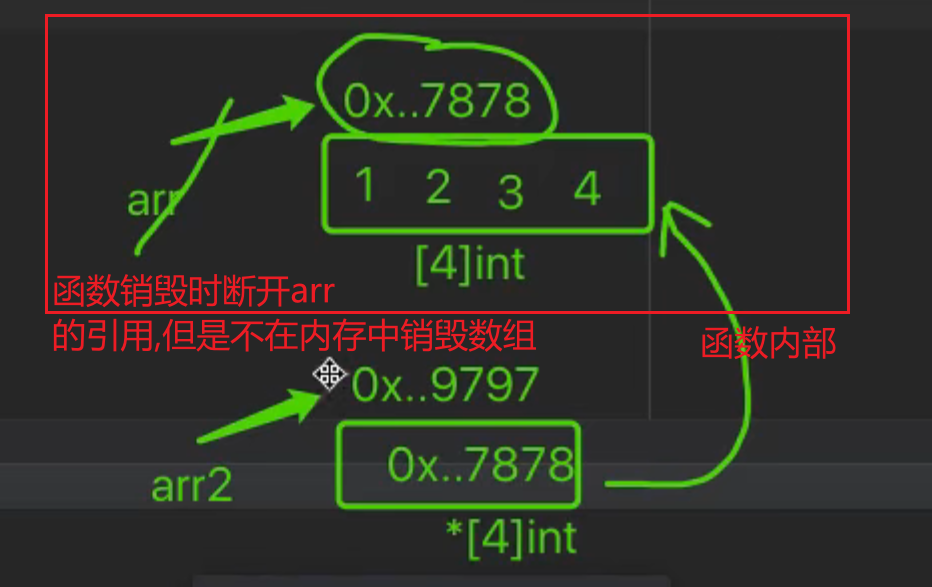 0x..7878
arr
1 2 3 4
[4]int
函数销毁时断开arr
的引用,但是不在内存中销毁数组
函数内部
0x..9797
arr2
0x..7878
*[4]int